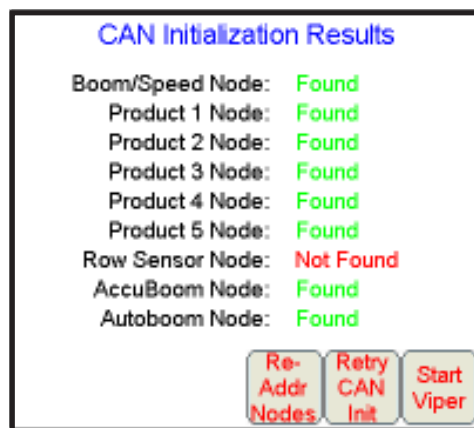 CAN Initialization Results
Boom/Speed Node: Found
Product 1 Node: Found
Product 2 Node: Found
Product 3 Node: Found
Product 4 Node: Found
Product 5 Node: Found
Row Sensor Node: Not Found
AccuBoom Node: Found
Autoboom Node: Found
Re-
Addr
Nodes
Retry
CAN
Init
Start
Viper